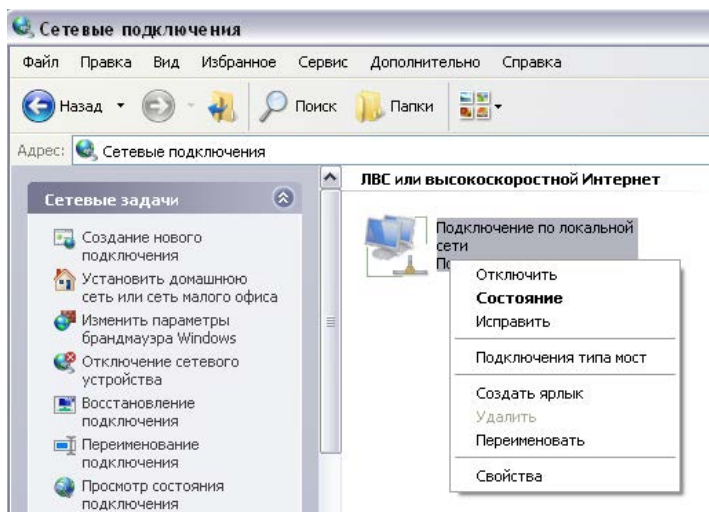 Сетевые подключения
Файл Правка Вид Избранное Сервис Дополнительно Справка
Назад Поиск Папки
Адрес: Сетевые подключения
Сетевые задачи
Создание нового
подключения
Установить домашнюю
сеть или сеть малого офиса
Изменить параметры
брандмауэра Windows
Отключение сетевого
устройства
Восстановление
подключения
Переименование
подключения
Просмотр состояния
подключения
ЛВС или высокоскоростной Интернет
Подключение по локальной
сети
Отключить
Состояние
Исправить
Подключения типа мост
Создать ярлык
Удалить
Переименовать
Свойства